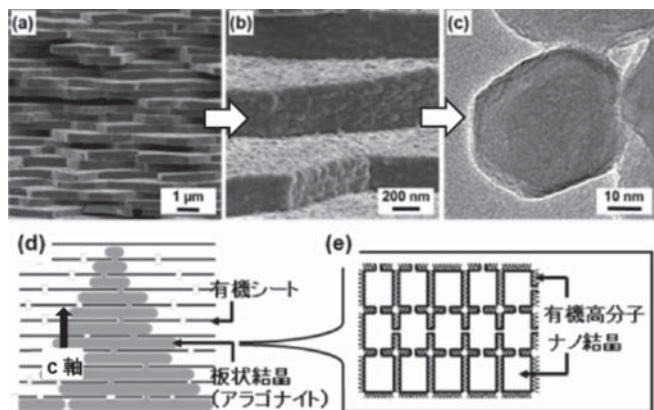 (a)
1 μm
(b)
200 nm
(c)
10 nm
(d)
有機シート
c 軸
板状結晶
(アラゴナイト)
(e)
有機高分子
ナノ結晶